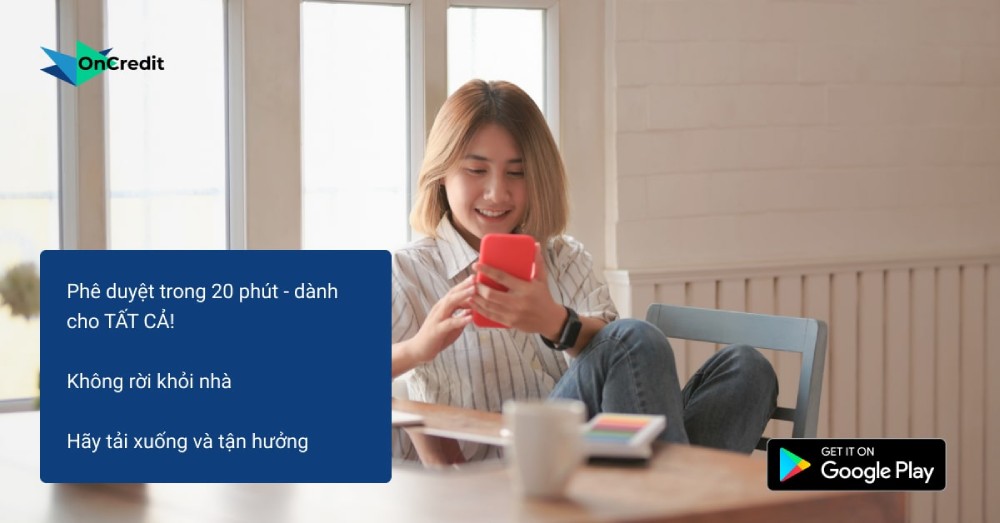 OnCredit
Phê duyệt trong 20 phút - dành
cho TẤT CẢ!
Không rời khỏi nhà
Hãy tải xuống và tận hưởng
GET IT ON
Google Play